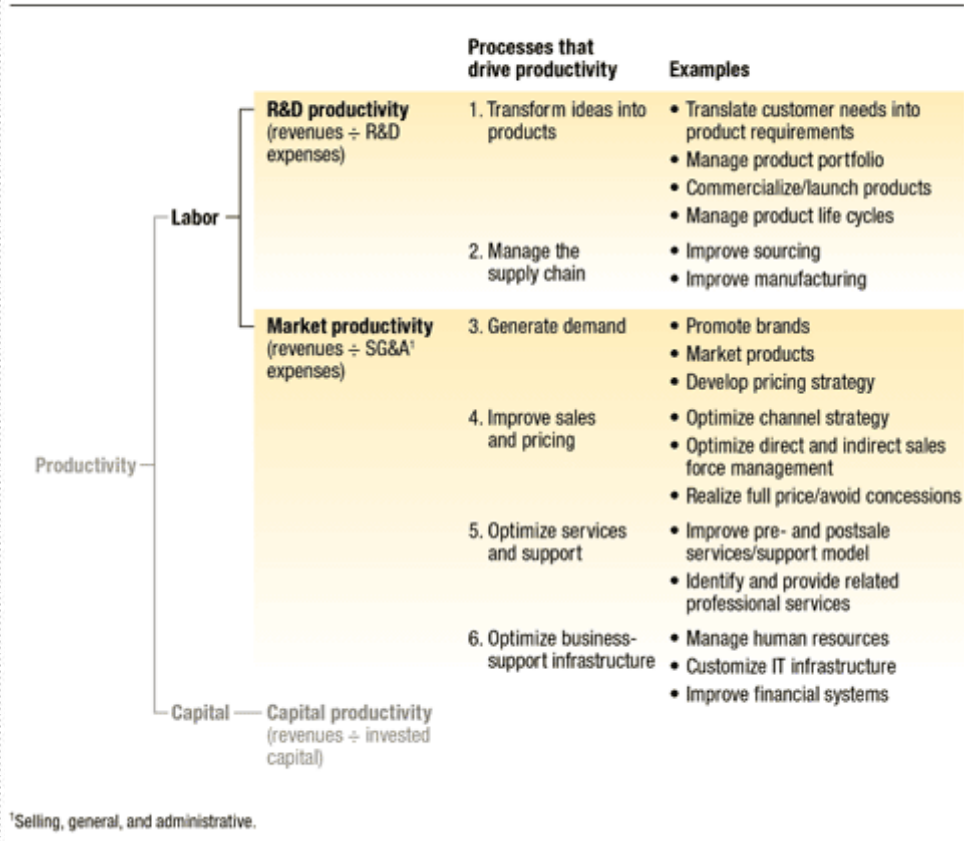 Processes that
drive productivity
Examples
R&D productivity
(revenues ÷ R&D
expenses)
1. Transform ideas into
products
• Translate customer needs into
product requirements
• Manage product portfolio
• Commercialize/launch products
• Manage product life cycles
Labor
2. Manage the
supply chain
• Improve sourcing
• Improve manufacturing
Market productivity
(revenues ÷ SG&A¹
expenses)
3. Generate demand
• Promote brands
• Market products
• Develop pricing strategy
4. Improve sales
and pricing
• Optimize channel strategy
• Optimize direct and indirect sales
force management
• Realize full price/avoid concessions
Productivity
5. Optimize services
and support
• Improve pre- and postsale
services/support model
• Identify and provide related
professional services
6. Optimize business-
support infrastructure
• Manage human resources
• Customize IT infrastructure
• Improve financial systems
Capital
Capital productivity
(revenues ÷ invested
capital)
¹Selling, general, and administrative.